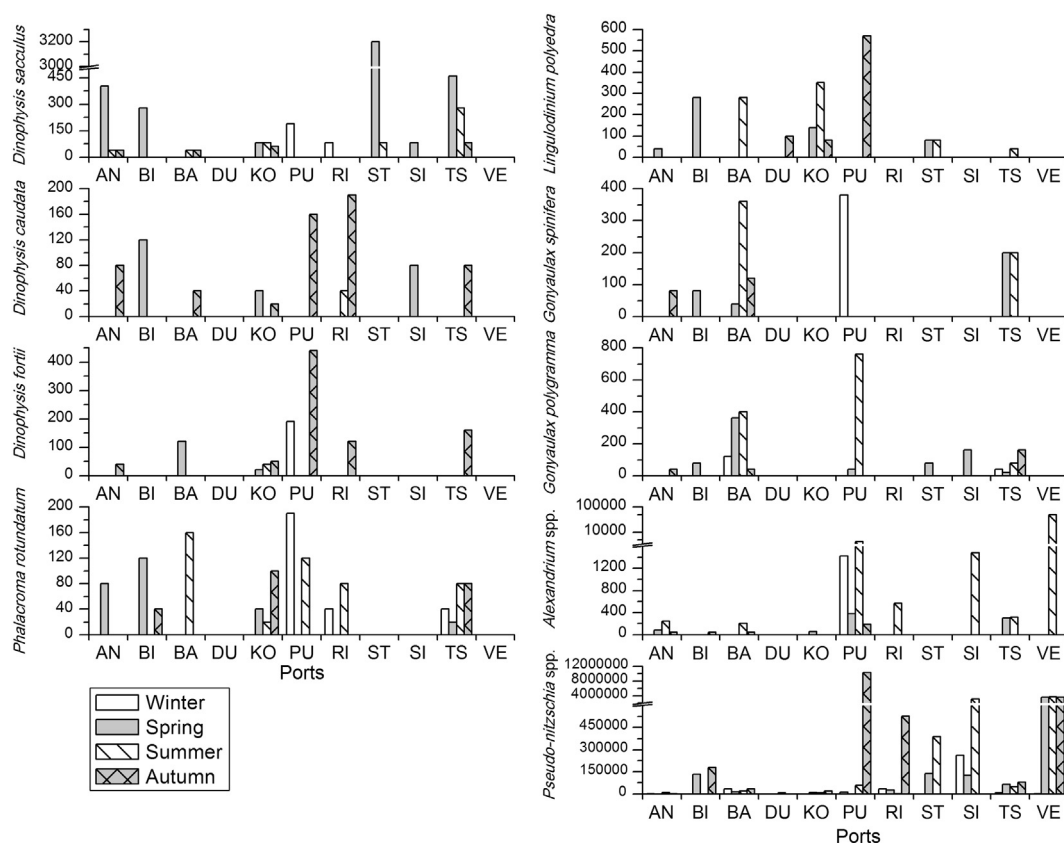 Dinophysis sacculus
3200
3000
450
300
150
0
AN BI BA DU KO PU RI ST SI TS VE
Dinophysis caudata
200
160
120
80
40
0
AN BI BA DU KO PU RI ST SI TS VE
Dinophysis fortii
400
300
200
100
0
AN BI BA DU KO PU RI ST SI TS VE
Phalacroma rotundatum
200
160
120
80
40
0
AN BI BA DU KO PU RI ST SI TS VE
Ports
Winter
Spring
Summer
Autumn
Lingulodinium polyedra
600
500
400
300
200
100
0
AN BI BA DU KO PU RI ST SI TS VE
Gonyaulax spinifera
400
300
200
100
0
AN BI BA DU KO PU RI ST SI TS VE
Gonyaulax polygramma
800
600
400
200
0
AN BI BA DU KO PU RI ST SI TS VE
Alexandrium spp.
100000
10000
1200
800
400
0
AN BI BA DU KO PU RI ST SI TS VE
Pseudo-nitzschia spp.
12000000
4000000
450000
300000
150000
0
AN BI BA DU KO PU RI ST SI TS VE
Ports